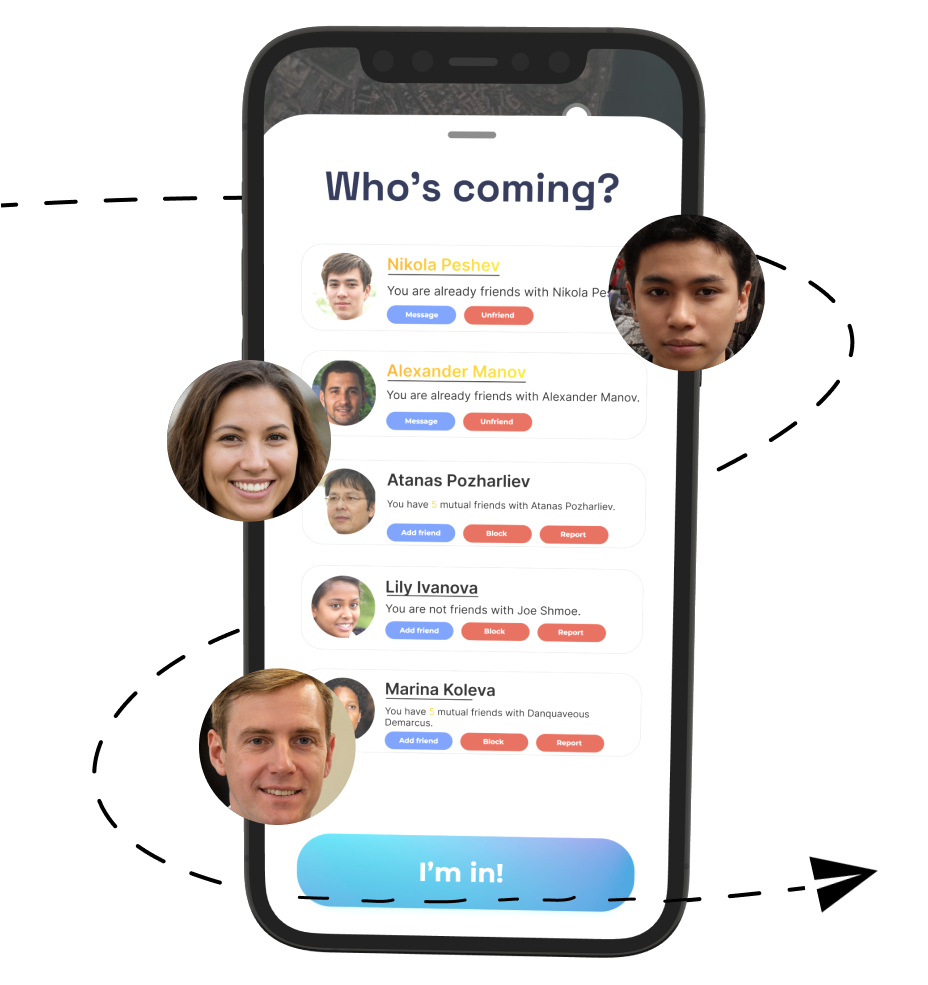 Who's coming?
Nikola Peshev
You are already friends with Nikola
Message Unfriend
Alexander Manov
You are already friends with Alexander Manov.
Message Unfriend
Atanas Pozharliev
You have 5 mutual friends with Atanas Pozharliev.
Add friend Block Report
Lily Ivanova
You are not friends with Joe Shmoe.
Add friend Block Report
Marina Koleva
You have 5 mutual friends with Danquaveous
Demarcus.
Add friend Block Report
I'm in!